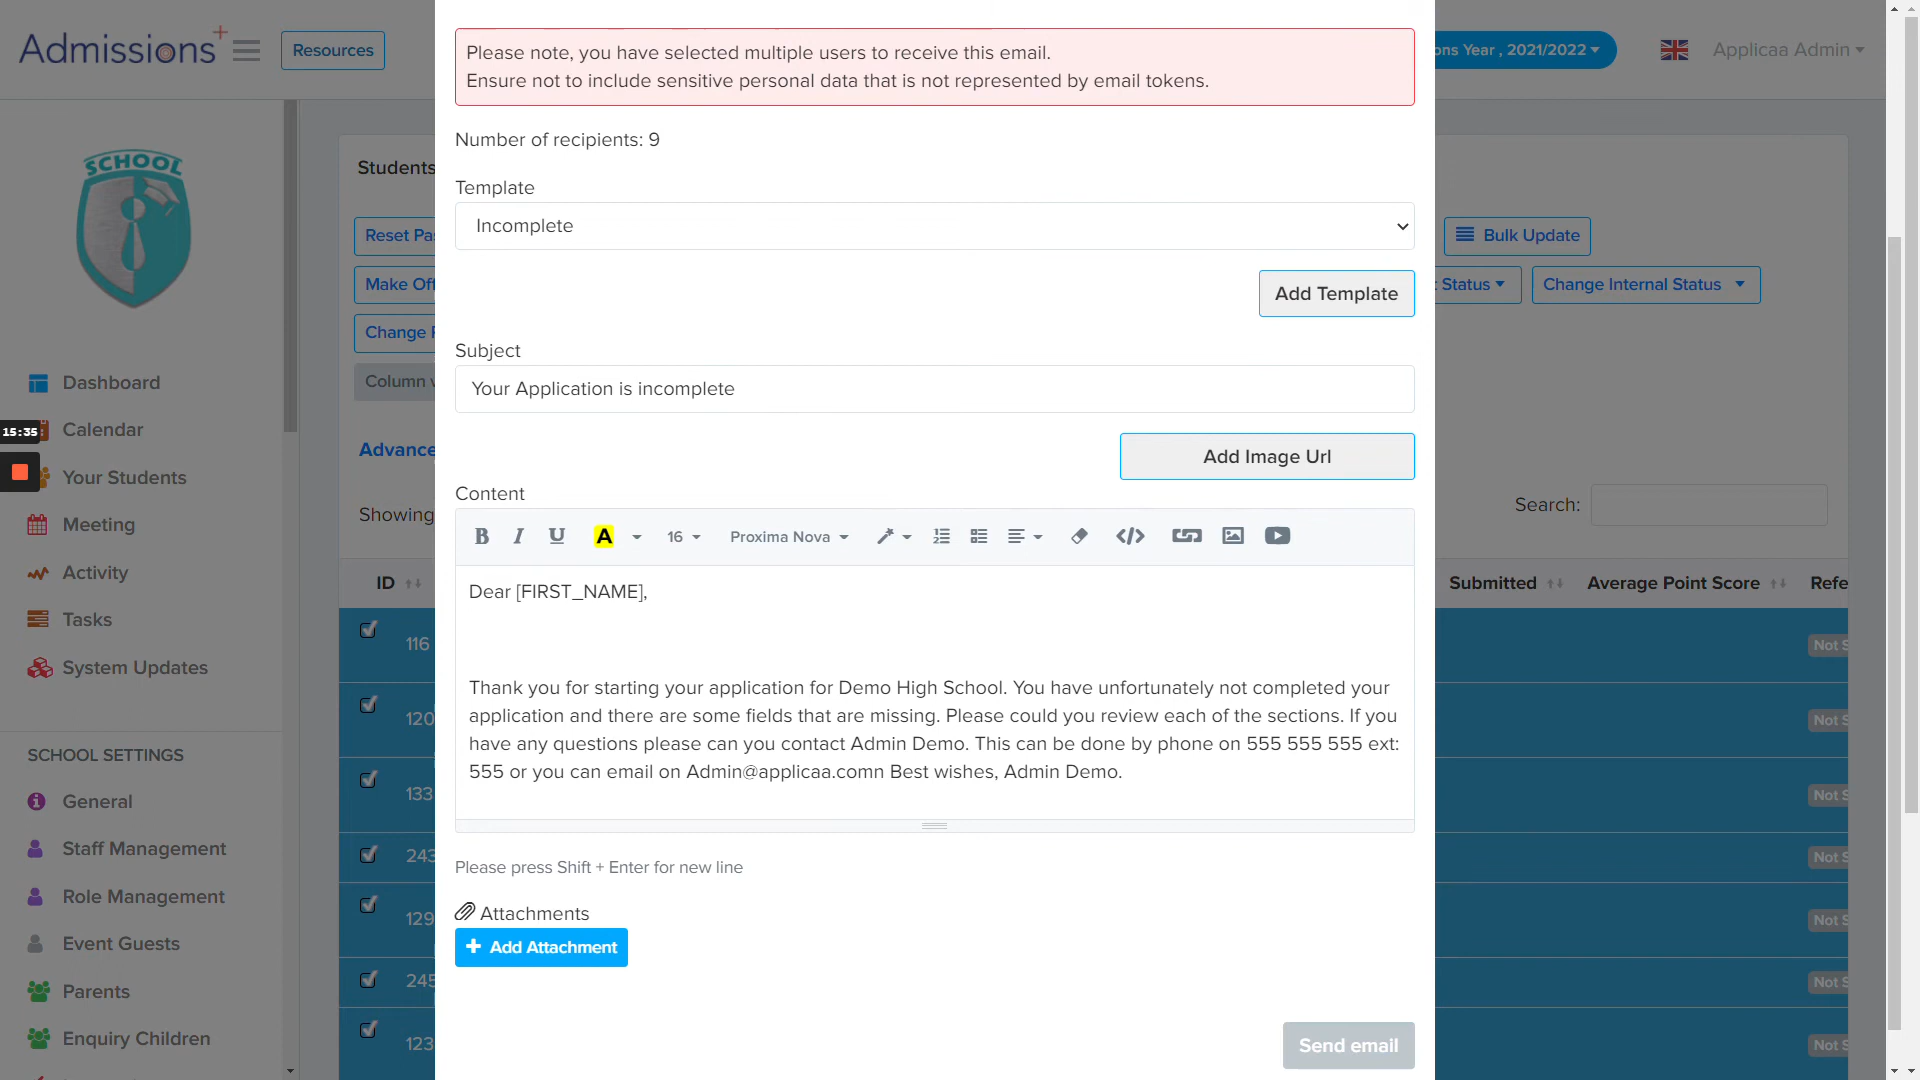 Admissions+
Resources
ons Year , 2021/2022
Applicaa Admin
SCHOOL
Dashboard
Calendar
15:35
Your Students
Meeting
Activity
Tasks
System Updates
SCHOOL SETTINGS
General
Staff Management
Role Management
Event Guests
Parents
Enquiry Children
Students
Reset Pas
Make Off
Change
Column v
Advance
Showing
ID
116
120
133
243
129
245
123
Please note, you have selected multiple users to receive this email.
Ensure not to include sensitive personal data that is not represented by email tokens.
Number of recipients: 9
Template
Incomplete
Add Template
Subject
Your Application is incomplete
Add Image Url
Content
B I U A 16 Proxima Nova
Dear [FIRST_NAME],
Thank you for starting your application for Demo High School. You have unfortunately not completed your
application and there are some fields that are missing. Please could you review each of the sections. If you
have any questions please can you contact Admin Demo. This can be done by phone on 555 555 555 ext:
555 or you can email on Admin@applicaa.comn Best wishes, Admin Demo.
Please press Shift + Enter for new line
Attachments
+ Add Attachment
Send email
Bulk Update
Status
Change Internal Status
Search:
Submitted
Average Point Score
Refe
Not S
Not S
Not S
Not S
Not S
Not S
Not S